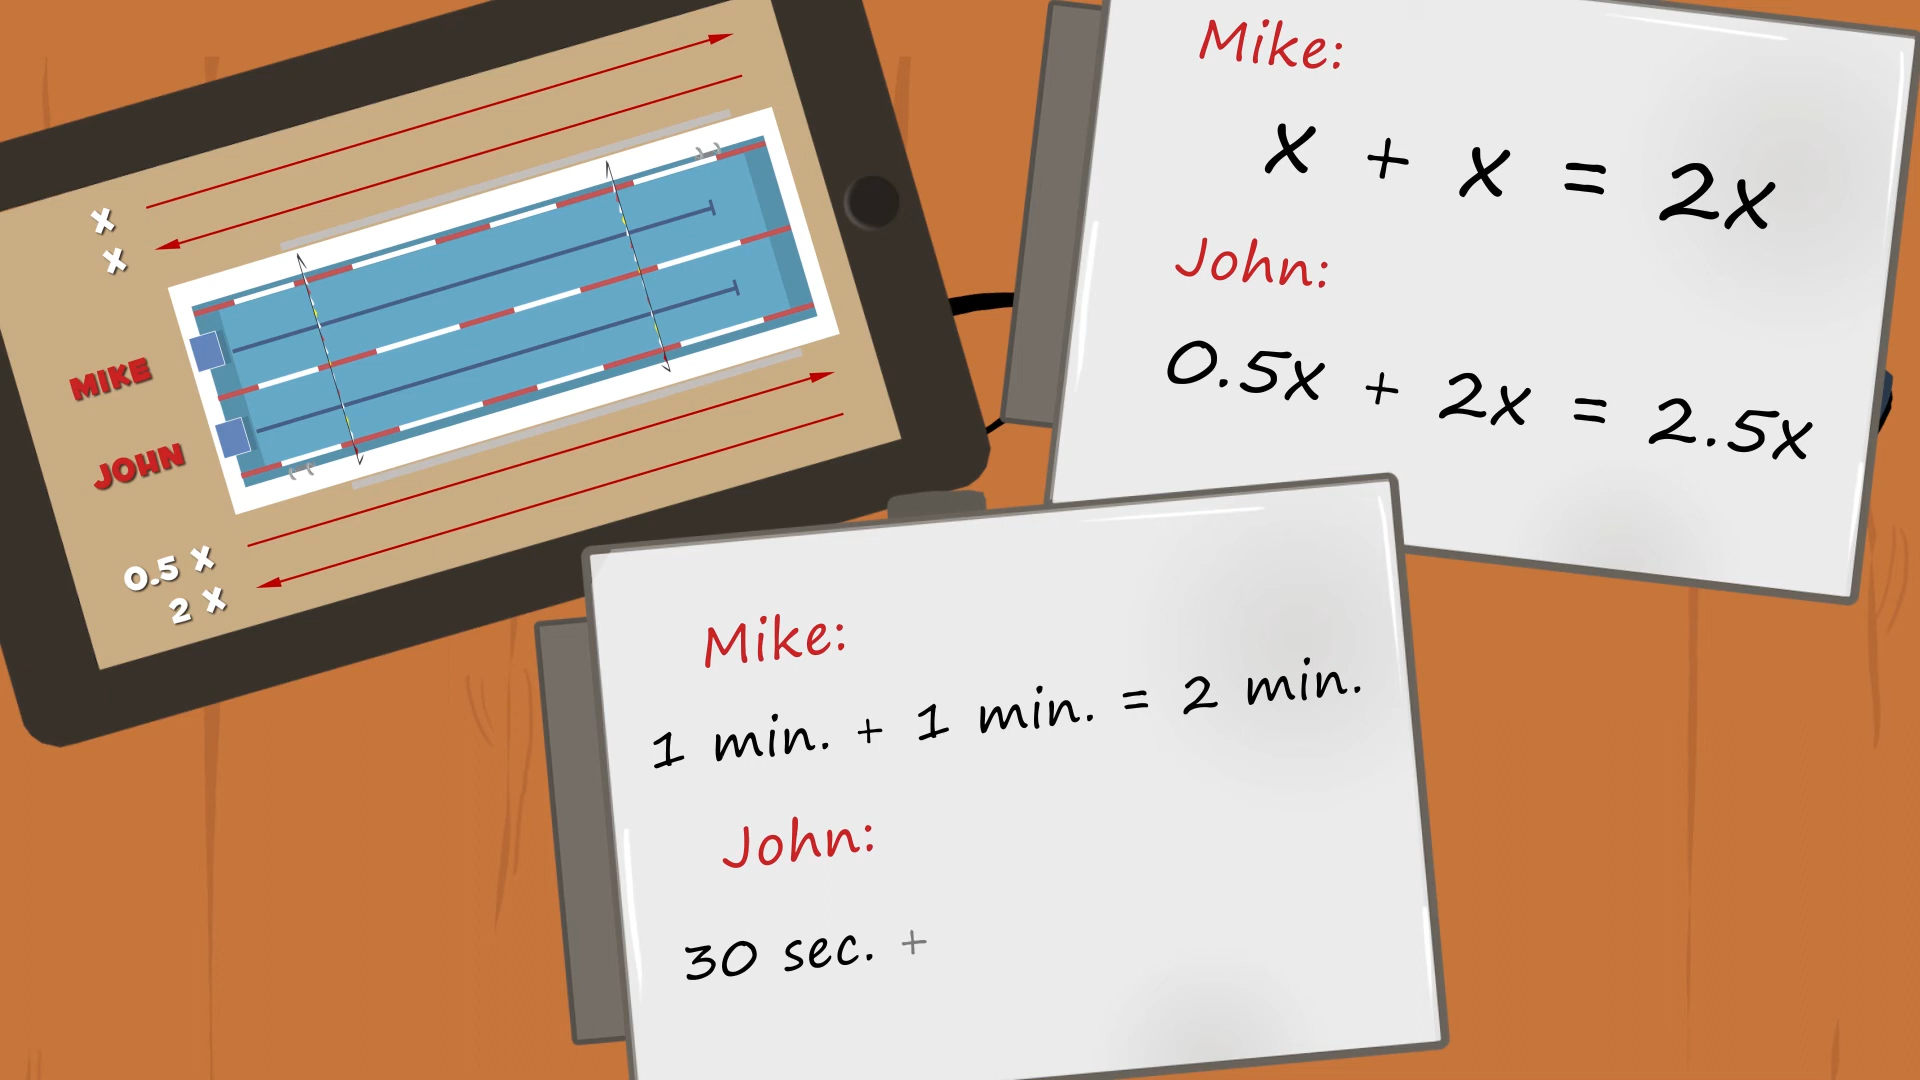 x
x
MIKE
JOHN
0.5 x
2 x
Mike:
x + x = 2x
John:
0.5x + 2x = 2.5x
Mike:
1 min. + 1 min. = 2 min.
John:
30 sec. +